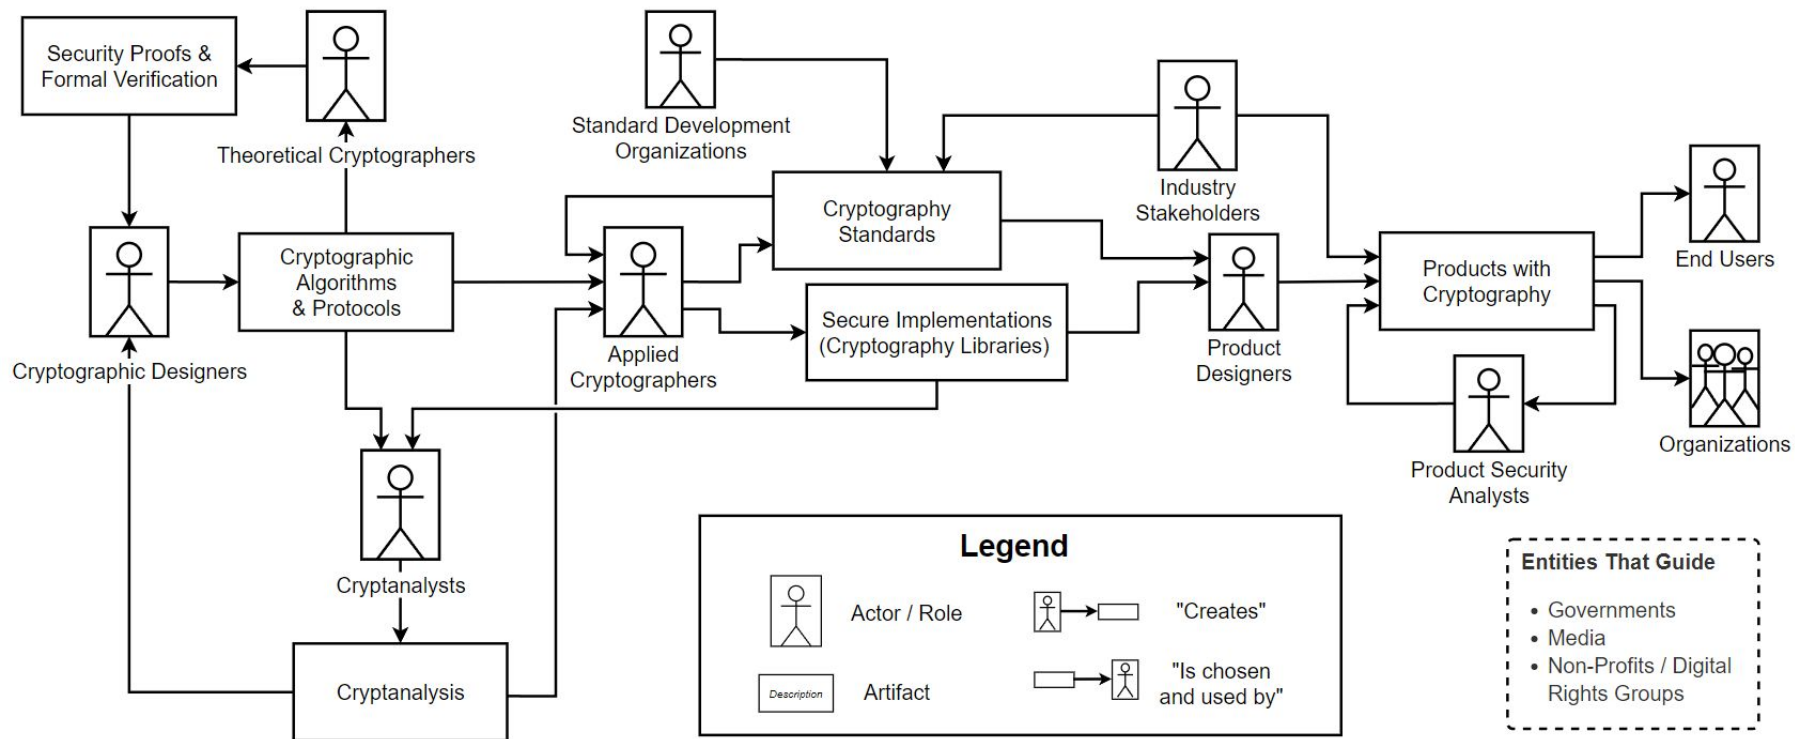 Security Proofs &
Formal Verification
Theoretical Cryptographers
Standard Development
Organizations
Industry
Stakeholders
Cryptography
Standards
Cryptographic
Algorithms
& Protocols
Cryptographic Designers
Applied
Cryptographers
Secure Implementations
(Cryptography Libraries)
Product
Designers
Products with
Cryptography
End Users
Organizations
Product Security
Analysts
Cryptanalysts
Cryptanalysis
Legend
Actor / Role
"Creates"
Description
Artifact
"Is chosen
and used by"
Entities That Guide
• Governments
• Media
• Non-Profits / Digital
Rights Groups